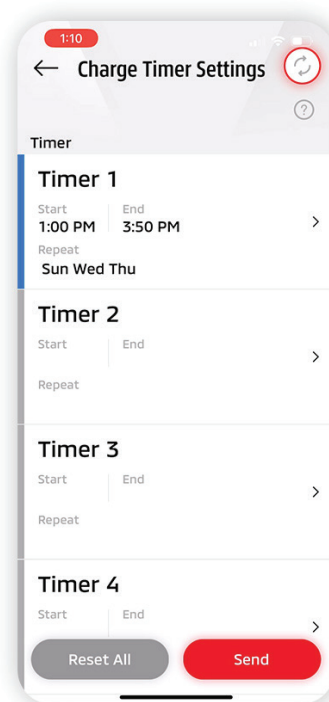 1:10
Charge Timer Settings
?
Timer
Timer 1
Start End
1:00 PM 3:50 PM
Repeat
Sun Wed Thu
Timer 2
Start End
Repeat
Timer 3
Start End
Repeat
Timer 4
Start End
Reset All Send